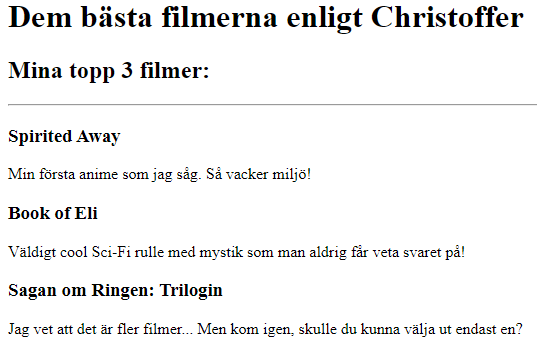 Dem bästa filmerna enligt Christoffer
Mina topp 3 filmer:
Spirited Away
Min första anime som jag såg. Så vacker miljö!
Book of Eli
Väldigt cool Sci-Fi rulle med mystik som man aldrig får veta svaret på!
Sagan om Ringen: Trilogin
Jag vet att det är fler filmer... Men kom igen, skulle du kunna välja ut endast en?